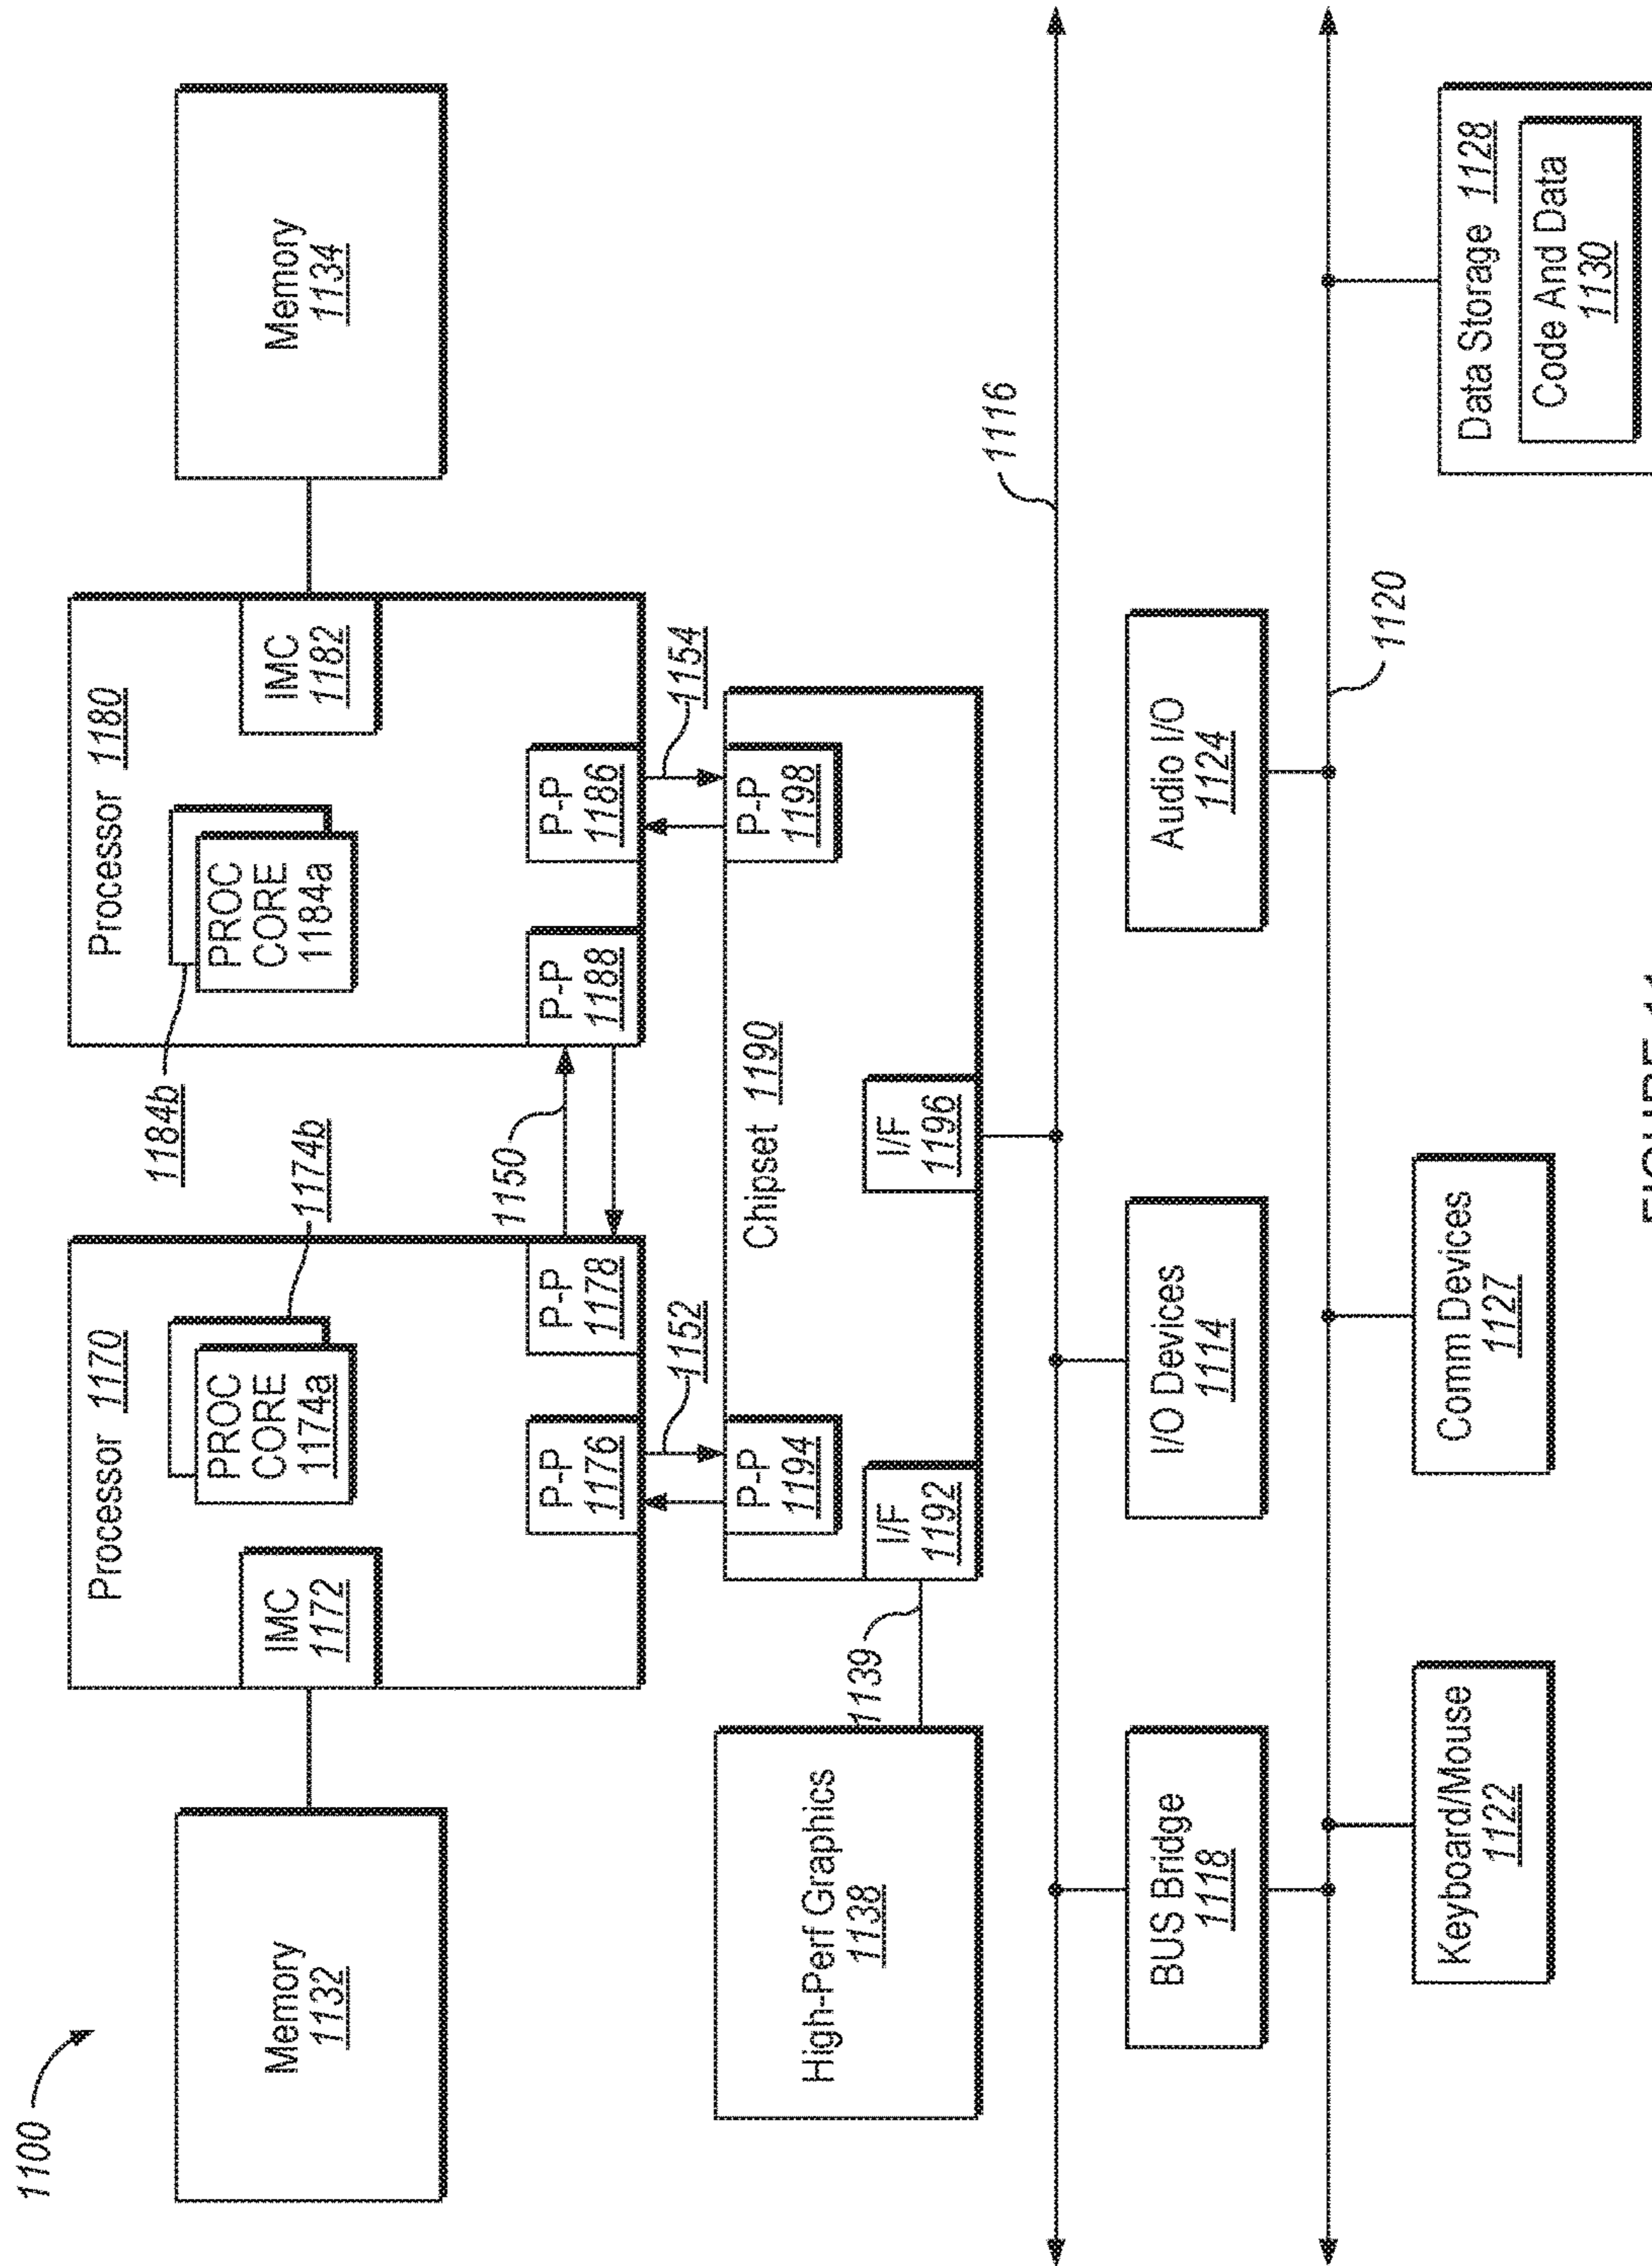 1100
Memory
1132
Processor 1170
IMC
1172
PROC
CORE
1174a
1174b
P-P
1176
P-P
1178
1150
1184b
Processor 1180
PROC
CORE
1184a
IMC
1182
P-P
1188
P-P
1186
Memory
1134
1152
1154
High-Perf Graphics
1138
1139
Chipset 1190
P-P
1194
P-P
1198
I/F
1192
I/F
1196
1116
BUS Bridge
1118
I/O Devices
1114
Audio I/O
1124
1120
Keyboard/Mouse
1122
Comm Devices
1127
Data Storage 1128
Code And Data
1130